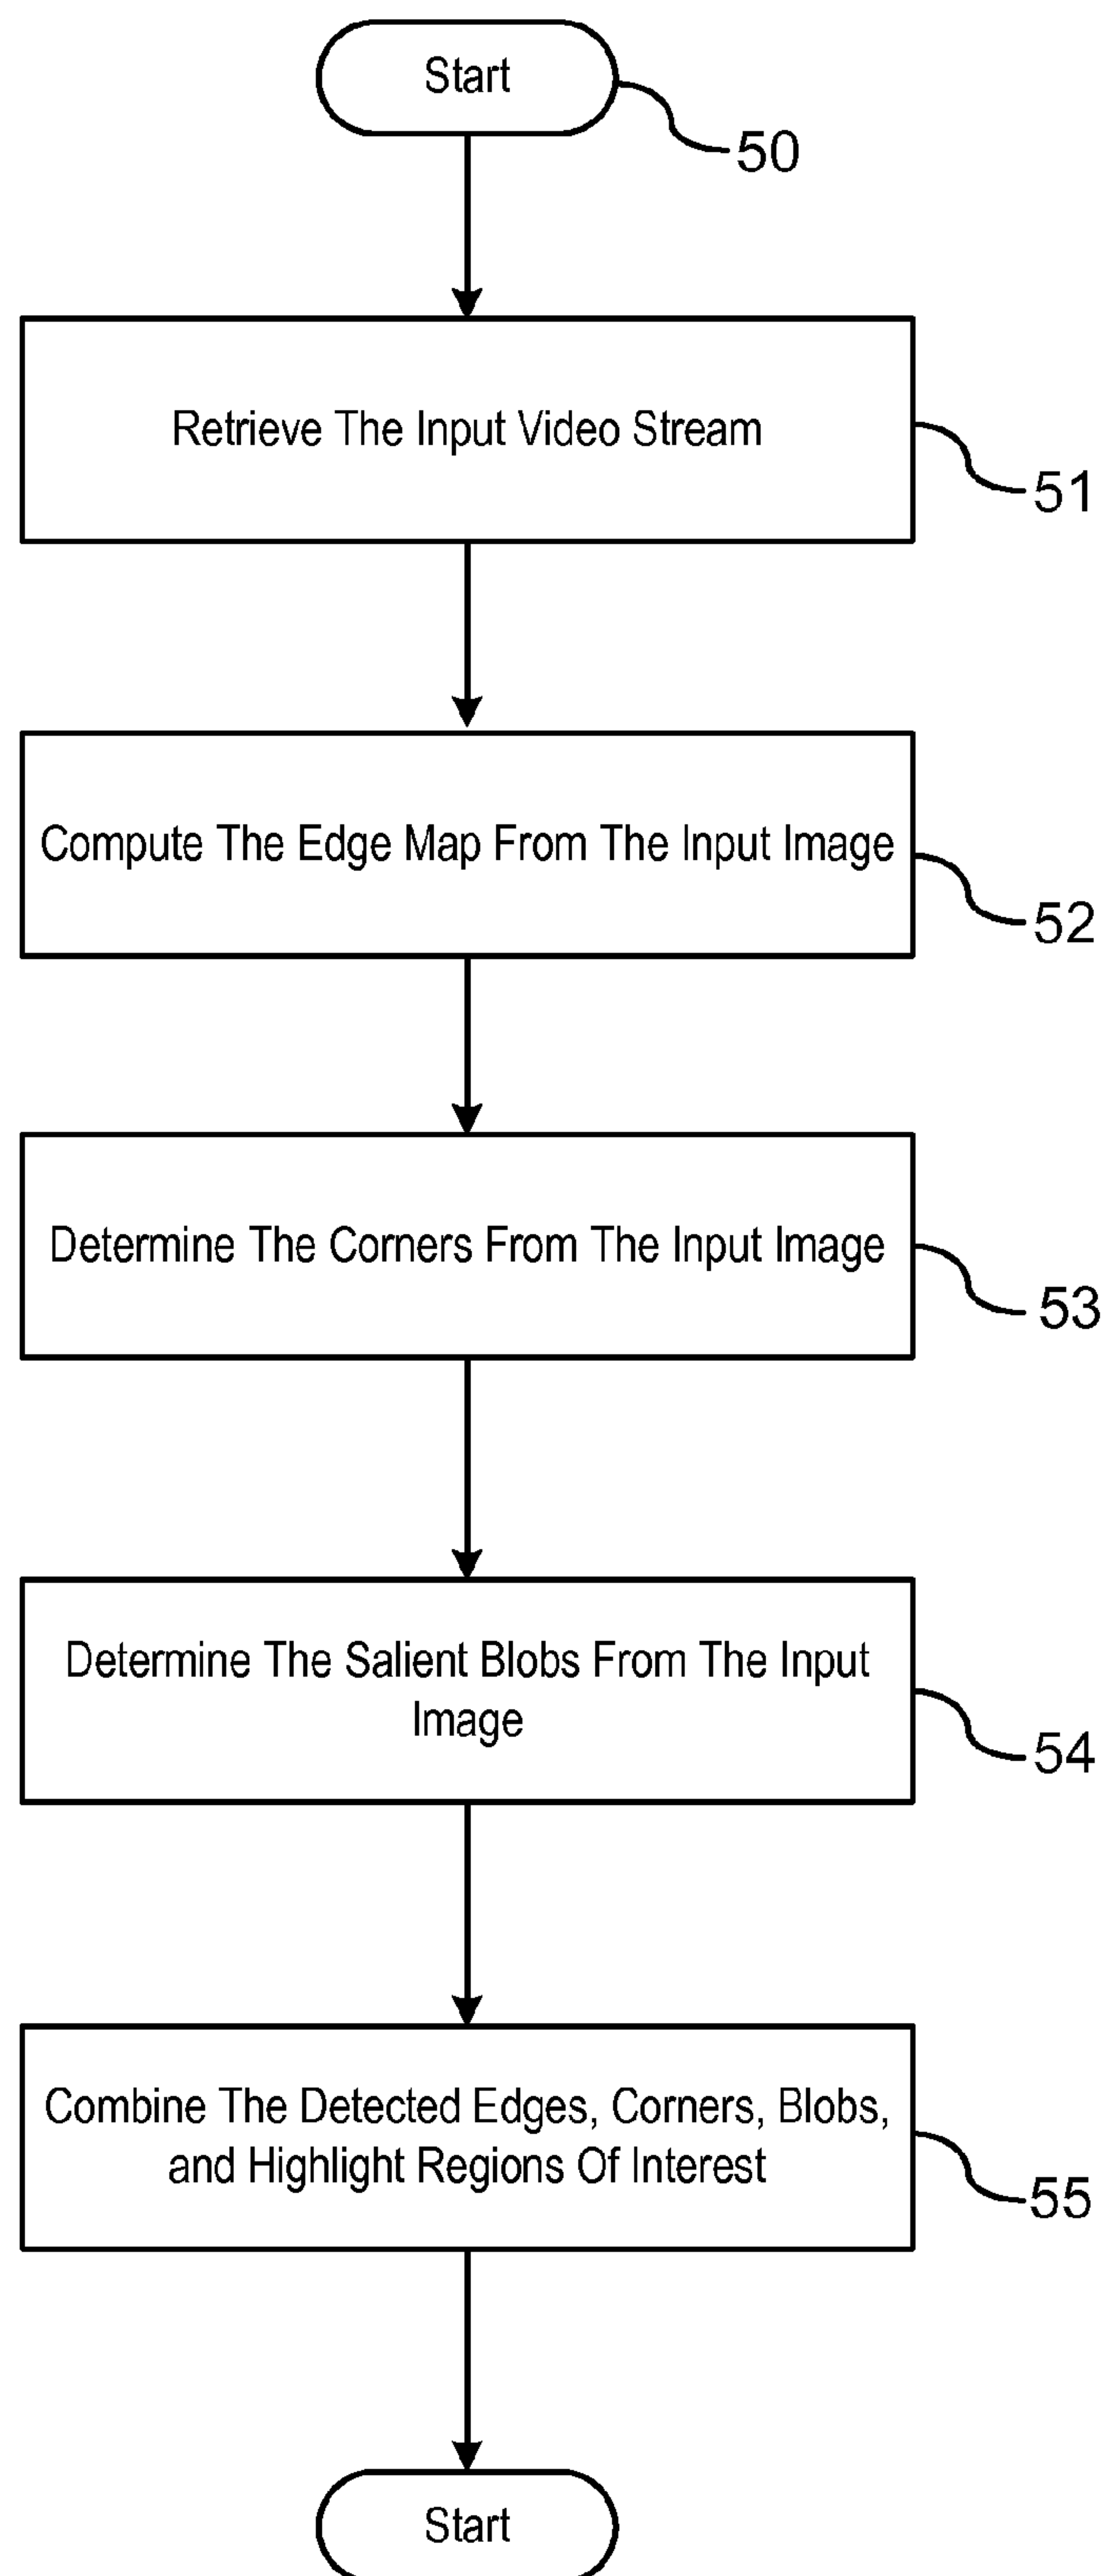 Start
50
Retrieve The Input Video Stream
51
Compute The Edge Map From The Input Image
52
Determine The Corners From The Input Image
53
Determine The Salient Blobs From The Input
Image
54
Combine The Detected Edges, Corners, Blobs,
and Highlight Regions Of Interest
55
Start